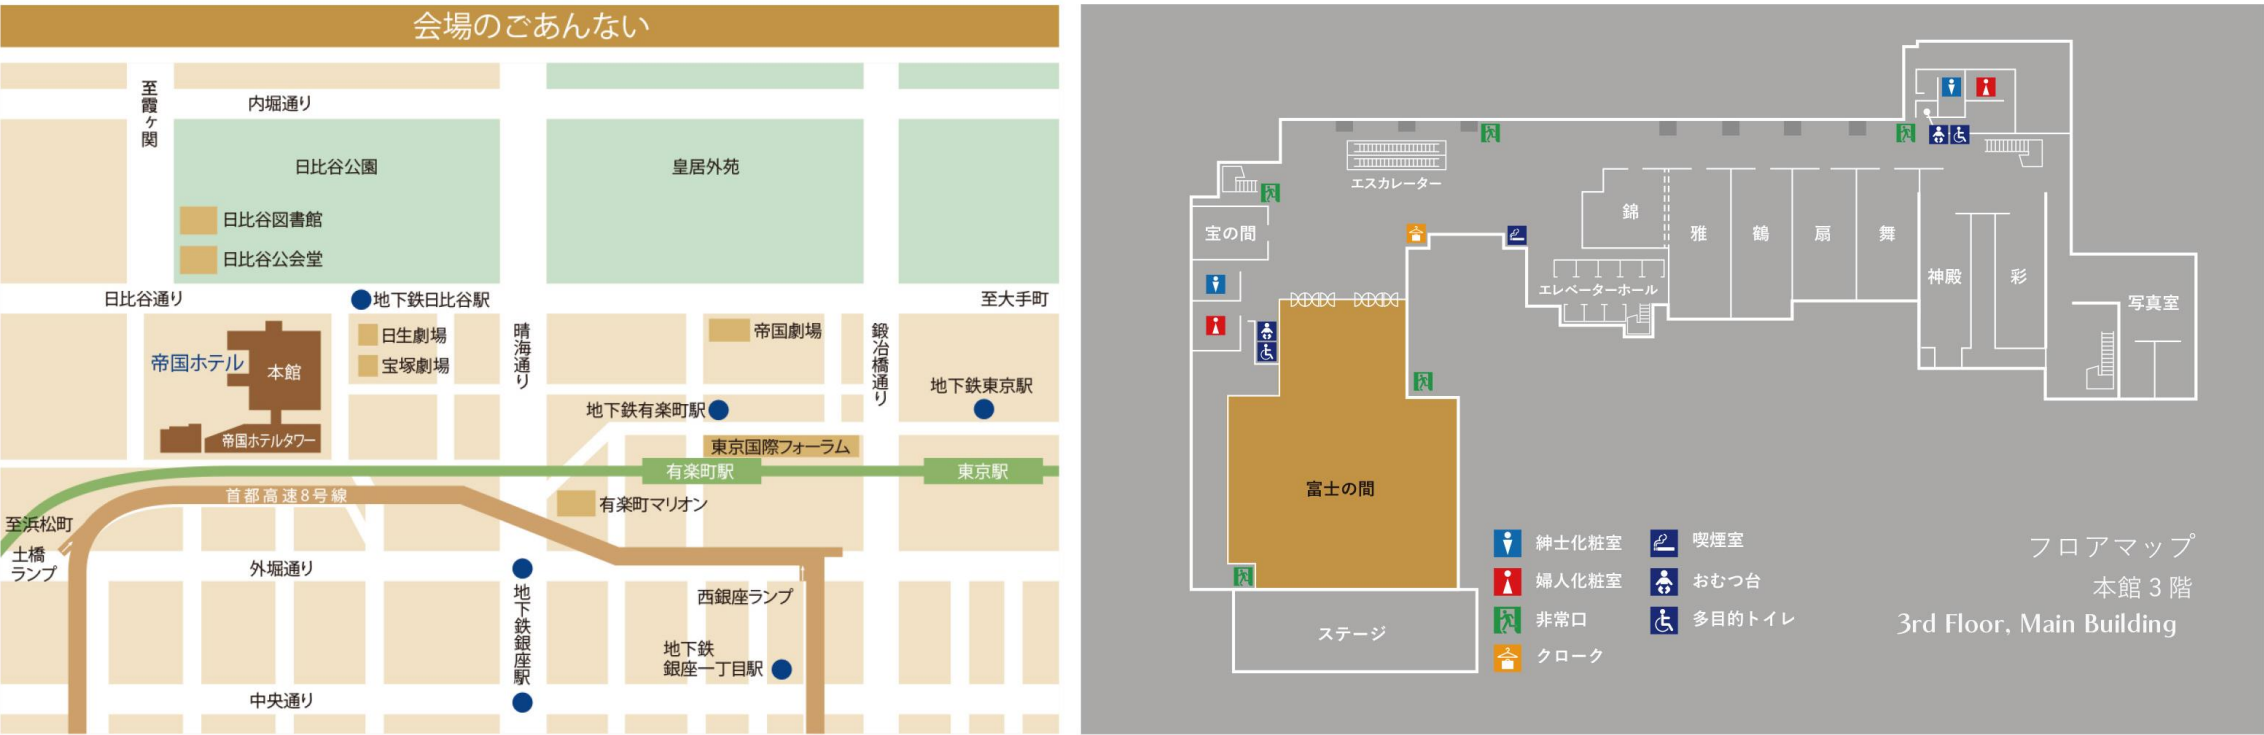 会場のごあんない
至霞ヶ関
内堀通り
日比谷公園
皇居外苑
日比谷図書館
日比谷公会堂
日比谷通り
地下鉄日比谷駅
至大手町
日生劇場
宝塚劇場
帝国ホテル
本館
帝国ホテルタワー
晴海通り
帝国劇場
鍛冶橋通り
地下鉄東京駅
地下鉄有楽町駅
東京国際フォーラム
有楽町駅
東京駅
首都高速8号線
有楽町マリオン
至浜松町
土橋
ランプ
外堀通り
地下鉄銀座駅
西銀座ランプ
地下鉄
銀座一丁目駅
中央通り
エスカレーター
宝の間
錦
雅
鶴
扇
舞
神殿
彩
写真室
エレベーターホール
富士の間
ステージ
紳士化粧室
婦人化粧室
非常口
クローク
喫煙室
おむつ台
多目的トイレ
フロアマップ
本館3階
3rd Floor, Main Building